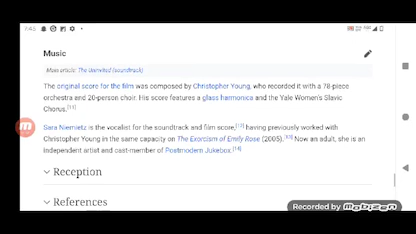 Music
Main article: The Uninvited (soundtrack)
The original score for the film was composed by Christopher Young, who recorded it with a 78-piece
orchestra and 20-person choir. His score features a glass harmonica and the Yale Women's Slavic
Chorus.[11]
Sara Niemietz is the vocalist for the soundtrack and film score,[12] having previously worked with
Christopher Young in the same capacity on The Exorcism of Emily Rose (2005).[13] Now an adult, she is an
independent artist and cast-member of Postmodern Jukebox.[14]
Reception
References
Recorded by Mobizen